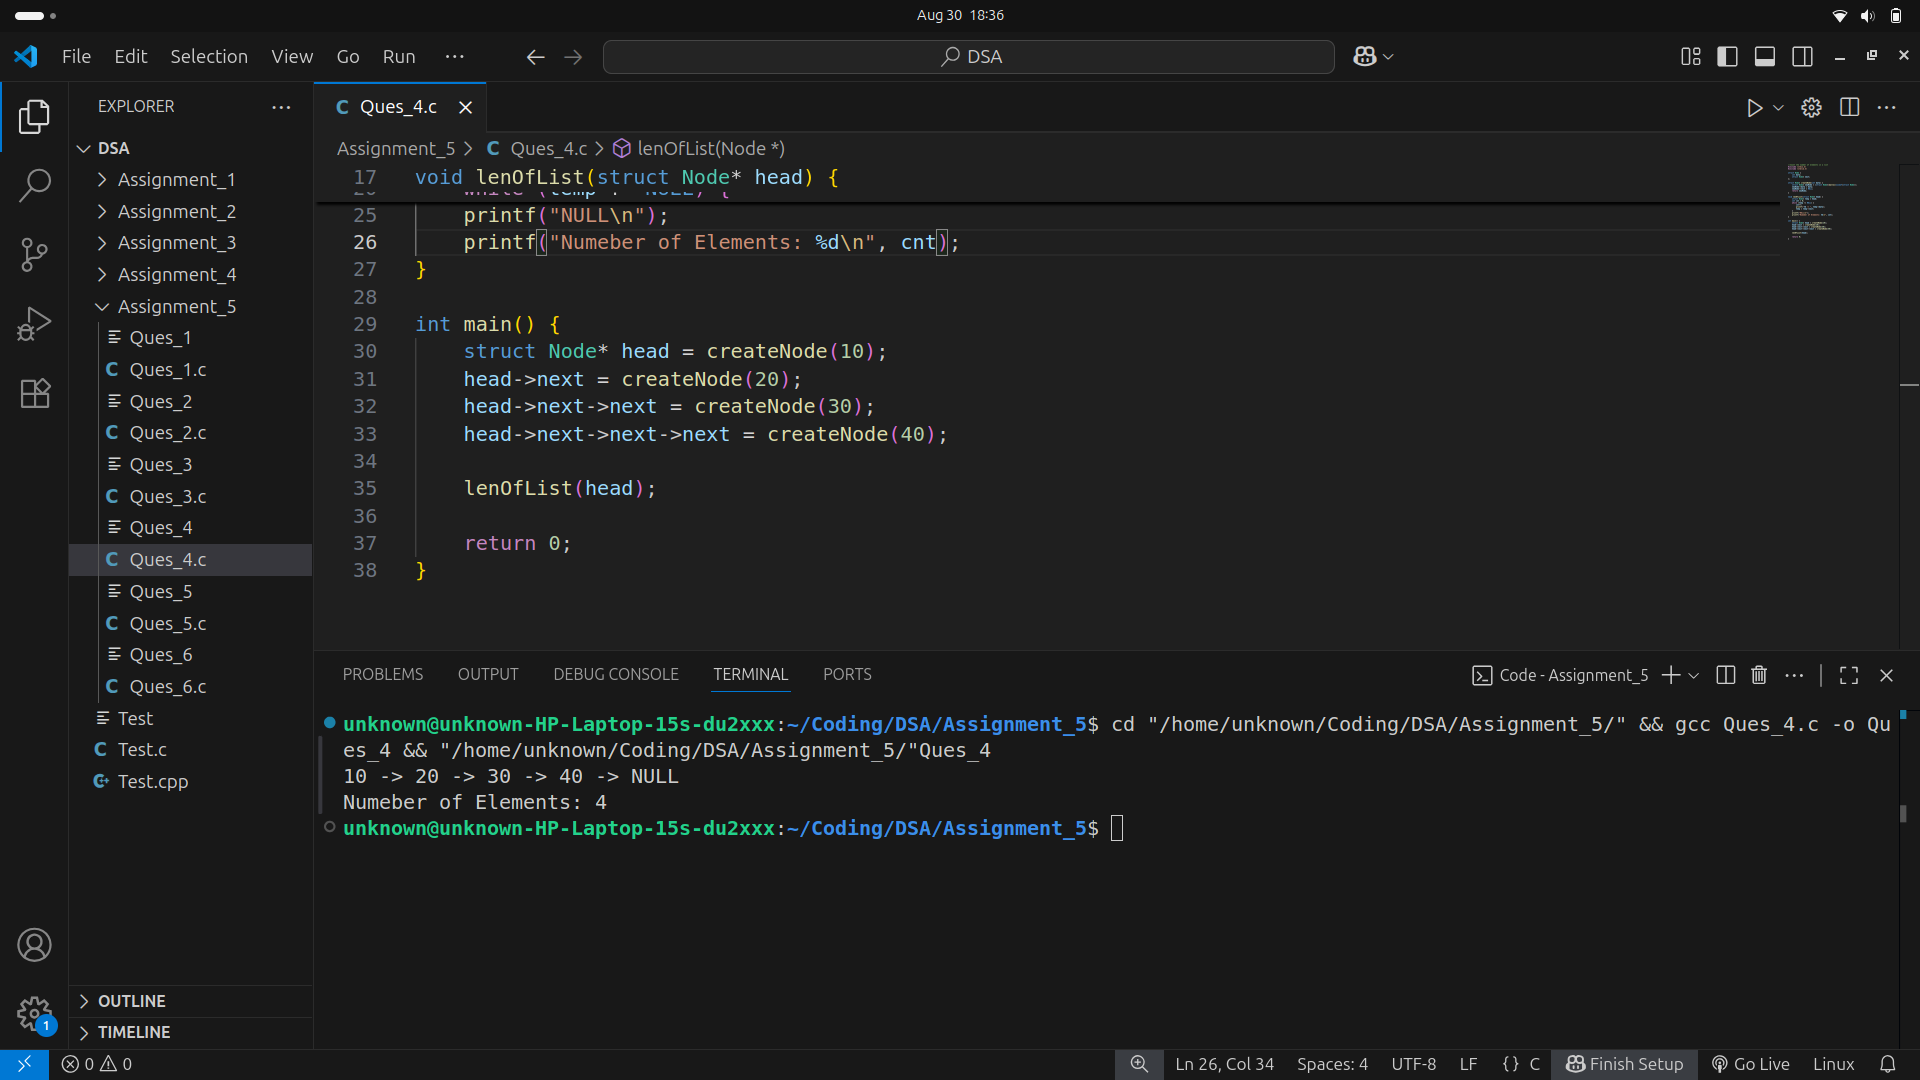 Aug 30 18:36
File Edit Selection View Go Run ··· DSA
EXPLORER ···
DSA
Assignment_1
Assignment_2
Assignment_3
Assignment_4
Assignment_5
Ques_1
Ques_1.c
Ques_2
Ques_2.c
Ques_3
Ques_3.c
Ques_4
Ques_4.c
Ques_5
Ques_5.c
Ques_6
Ques_6.c
Test
Test.c
Test.cpp
OUTLINE
TIMELINE
1
C Ques_4.c
Assignment_5 > C Ques_4.c > lenOfList(Node *)
17 void lenOfList(struct Node* head) {
25 printf("NULL\n");
26 printf("Numeber of Elements: %d\n", cnt);
27 }
28
29 int main() {
30 struct Node* head = createNode(10);
31 head->next = createNode(20);
32 head->next->next = createNode(30);
33 head->next->next->next = createNode(40);
34
35 lenOfList(head);
36
37 return 0;
38 }
PROBLEMS OUTPUT DEBUG CONSOLE TERMINAL PORTS Code - Assignment_5
unknown@unknown-HP-Laptop-15s-du2xxx:~/Coding/DSA/Assignment_5$ cd "/home/unknown/Coding/DSA/Assignment_5/" && gcc Ques_4.c -o Qu
es_4 && "/home/unknown/Coding/DSA/Assignment_5/"Ques_4
10 -> 20 -> 30 -> 40 -> NULL
Numeber of Elements: 4
unknown@unknown-HP-Laptop-15s-du2xxx:~/Coding/DSA/Assignment_5$
0 0 Ln 26, Col 34 Spaces: 4 UTF-8 LF {} C Finish Setup Go Live Linux